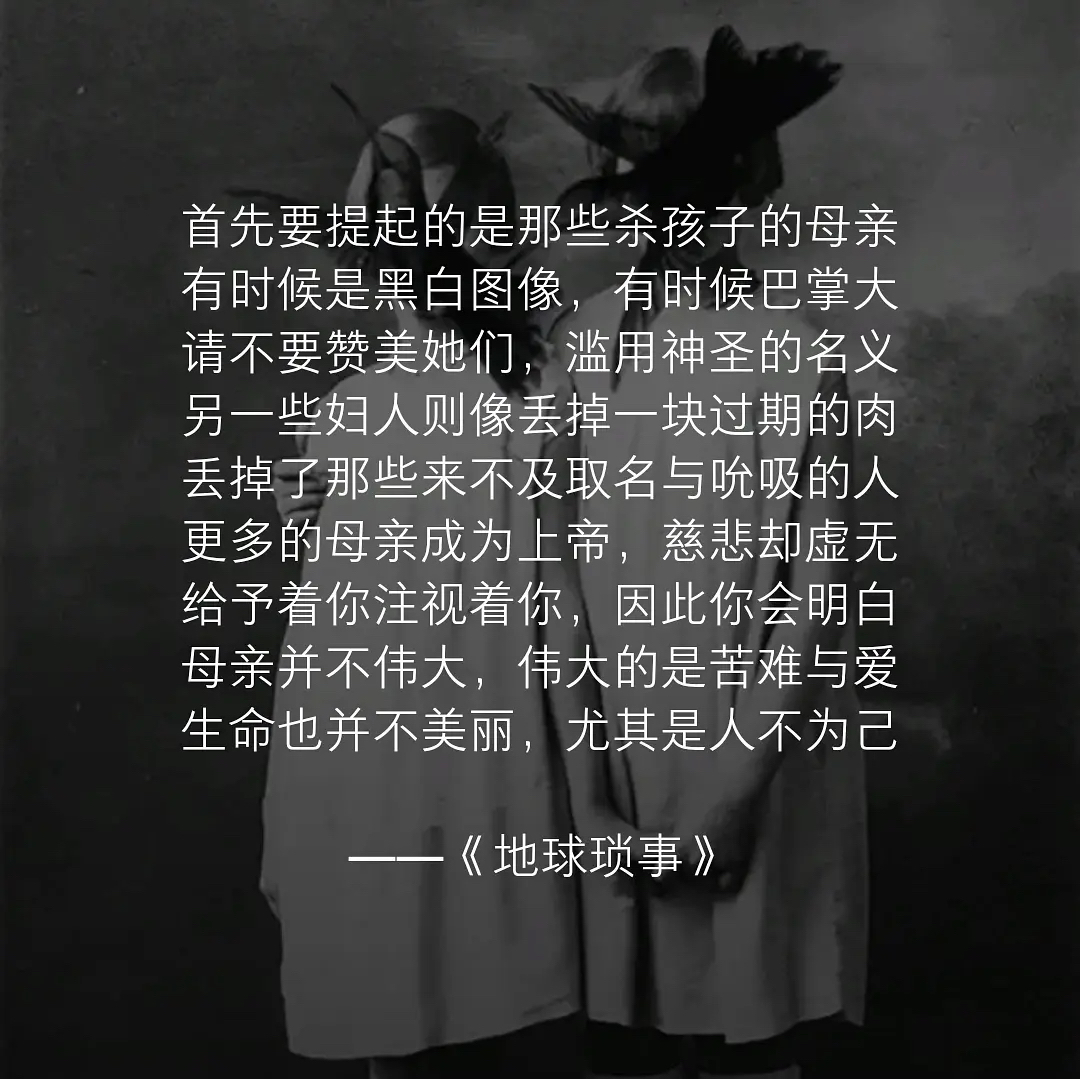 首先要提起的是那些杀孩子的母亲
有时候是黑白图像，有时候巴掌大
请不要赞美她们，滥用神圣的名义
另一些妇人则像丢掉一块过期的肉
丢掉了那些来不及取名与吮吸的人
更多的母亲成为上帝，慈悲却虚无
给予着你注视着你，因此你会明白
母亲并不伟大，伟大的是苦难与爱
生命也并不美丽，尤其是人不为己
——《地球琐事》